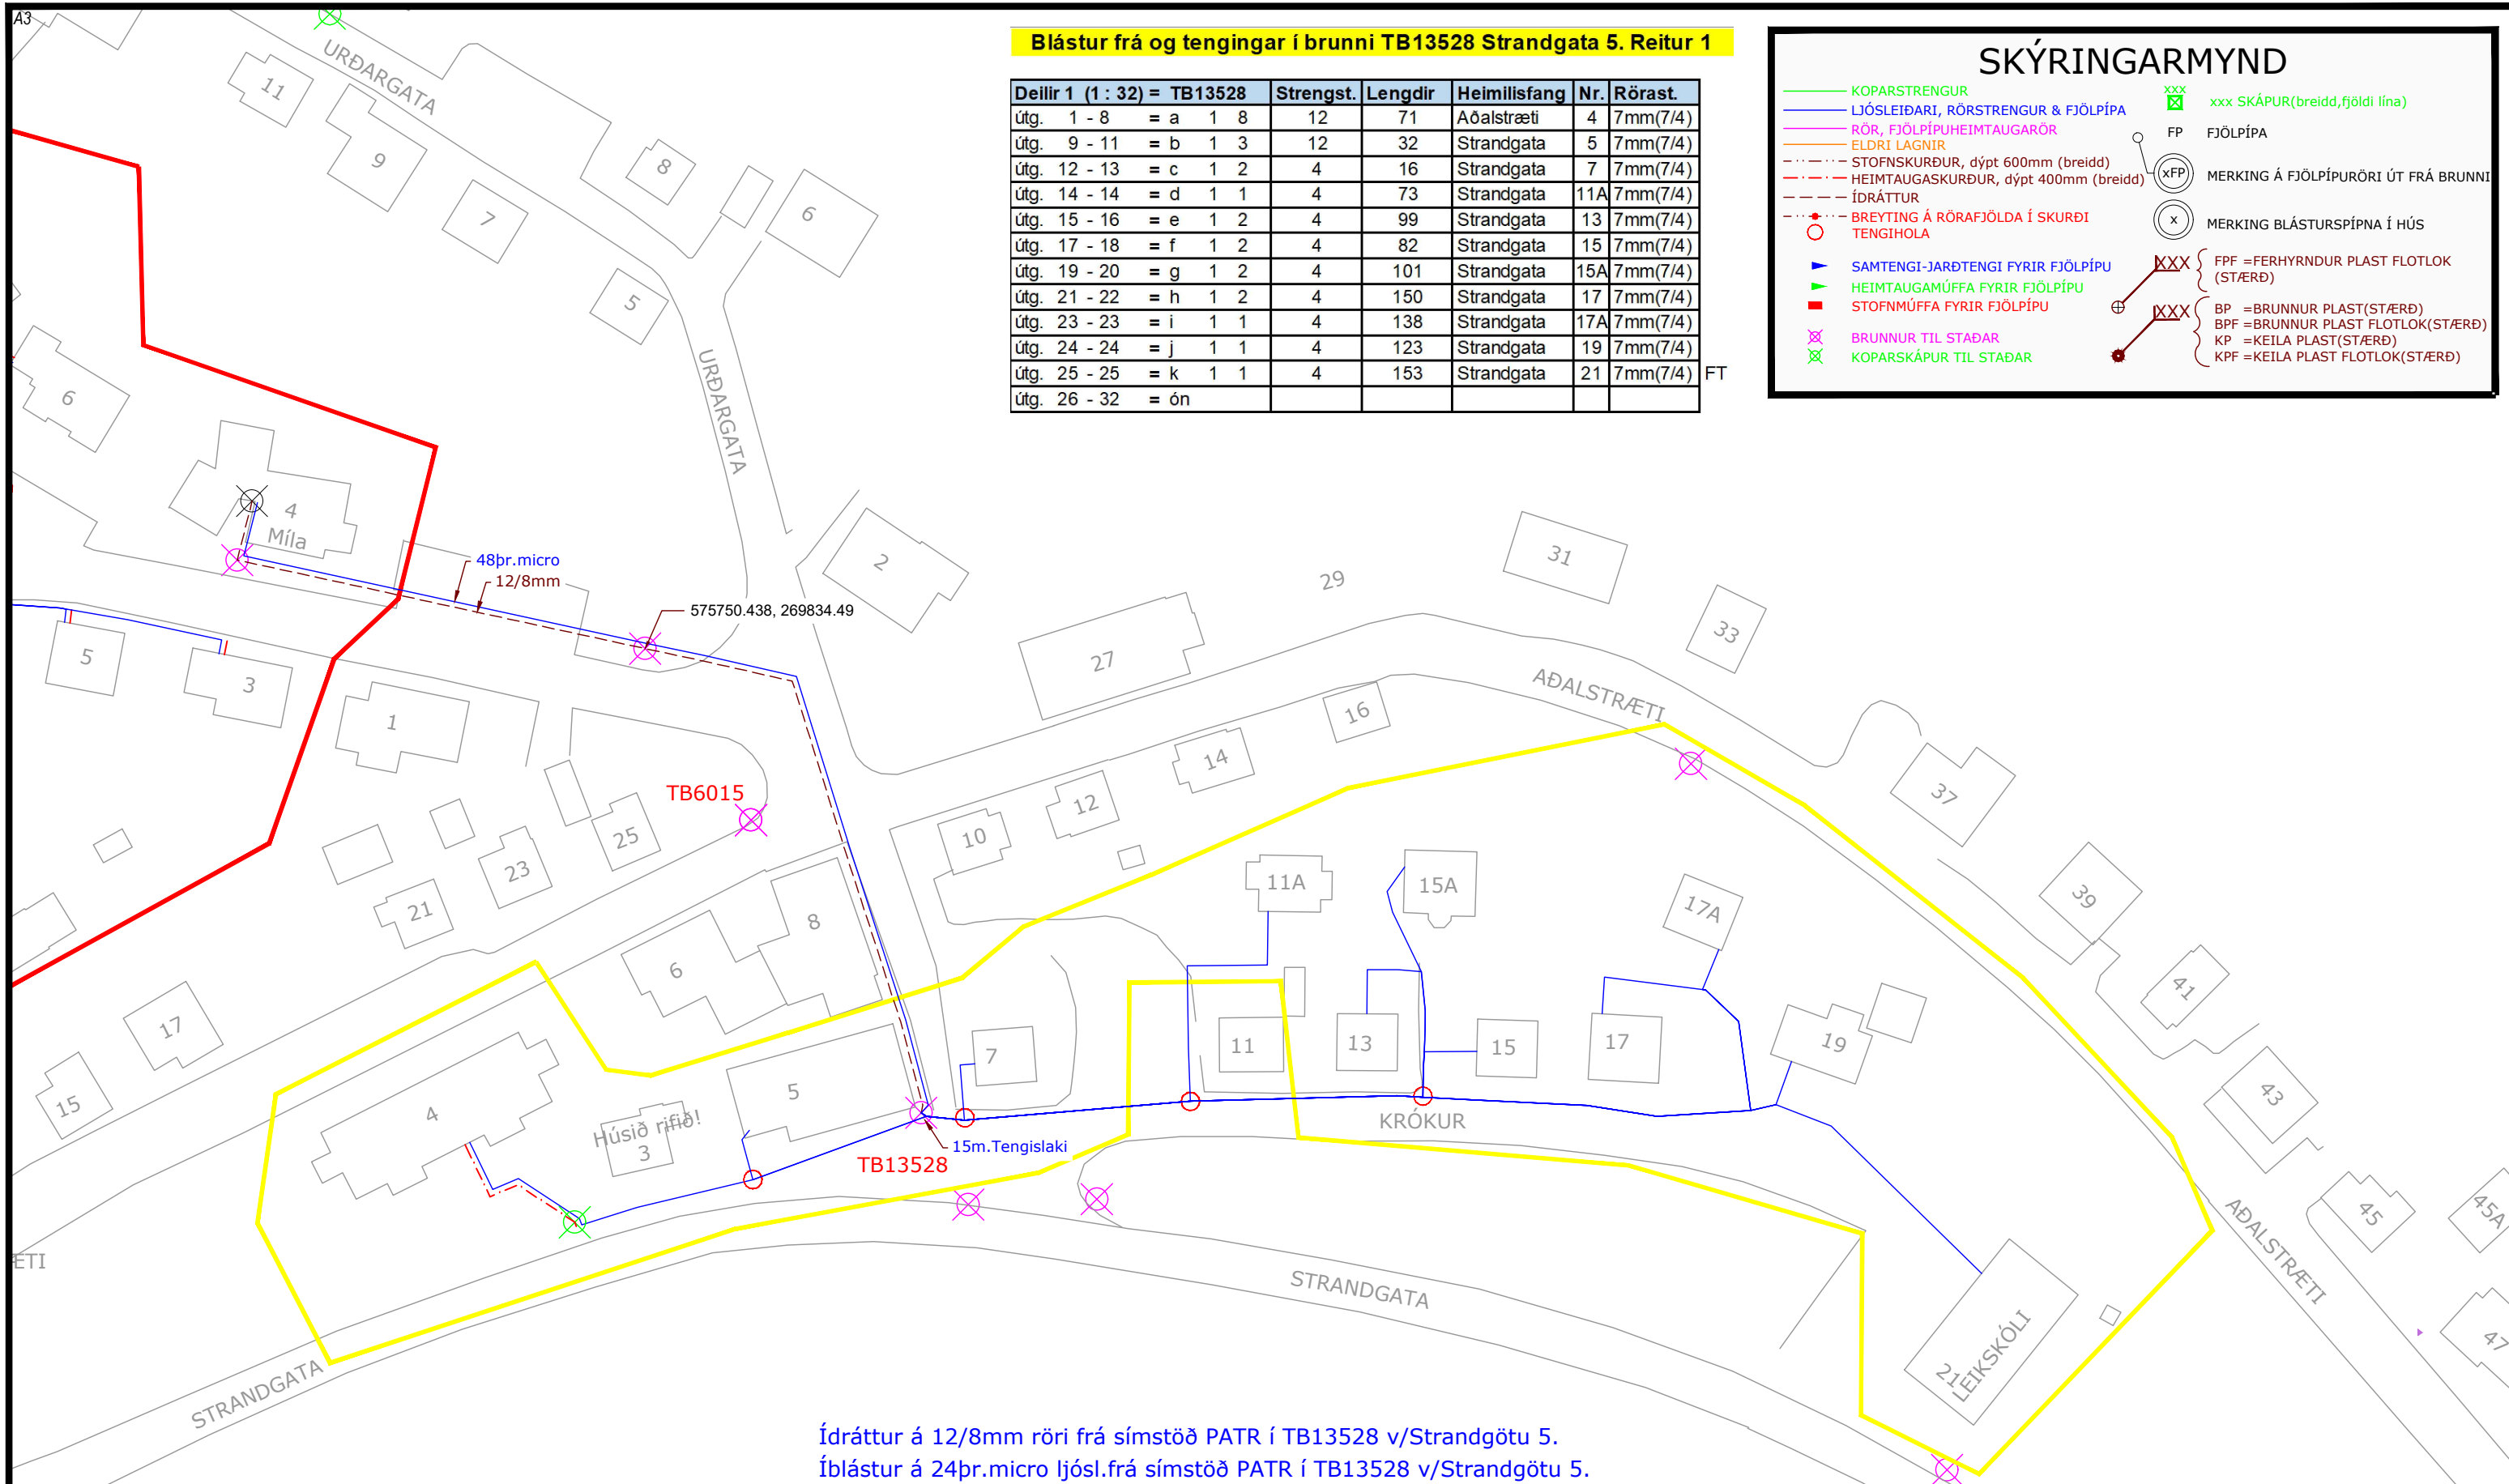 A3
Blástur frá og tengingar í brunni TB13528 Strandgata 5. Reitur 1
Deilir 1 (1 : 32) = TB13528 Strengst. Lengdir Heimilisfang Nr. Rörast.
útg. 1 - 8 = a 1 8 12 71 Aðalstræti 4 7mm(7/4)
útg. 9 - 11 = b 1 3 12 32 Strandgata 5 7mm(7/4)
útg. 12 - 13 = c 1 2 4 16 Strandgata 7 7mm(7/4)
útg. 14 - 14 = d 1 1 4 73 Strandgata 11A 7mm(7/4)
útg. 15 - 16 = e 1 2 4 99 Strandgata 13 7mm(7/4)
útg. 17 - 18 = f 1 2 4 82 Strandgata 15 7mm(7/4)
útg. 19 - 20 = g 1 2 4 101 Strandgata 15A 7mm(7/4)
útg. 21 - 22 = h 1 2 4 150 Strandgata 17 7mm(7/4)
útg. 23 - 23 = i 1 1 4 138 Strandgata 17A 7mm(7/4)
útg. 24 - 24 = j 1 1 4 123 Strandgata 19 7mm(7/4)
útg. 25 - 25 = k 1 1 4 153 Strandgata 21 7mm(7/4) FT
útg. 26 - 32 = ón
SKÝRINGARMYND
KOPARSTRENGUR
LJÓSLEIÐARI, RÖRSTRENGUR & FJÖLPÍPA
RÖR, FJÖLPÍPUHEIMTAUGARÖR
ELDRI LAGNIR
STOFNSKURÐUR, dýpt 600mm (breidd)
HEIMTAUGASKURÐUR, dýpt 400mm (breidd)
ÍDRÁTTUR
BREYTING Á RÖRAFJÖLDA Í SKURÐI
TENGIHOLA
SAMTENGI-JARÐTENGI FYRIR FJÖLPÍPU
HEIMTAUGAMÚFFA FYRIR FJÖLPÍPU
STOFNMÚFFA FYRIR FJÖLPÍPU
BRUNNUR TIL STAÐAR
KOPARSKÁPUR TIL STAÐAR
xxx
xxx SKÁPUR(breidd,fjöldi lína)
FP FJÖLPÍPA
xFP MERKING Á FJÖLPÍPURÖRI ÚT FRÁ BRUNNI
x MERKING BLÁSTURSPÍPNA Í HÚS
XXX FPF =FERHYRNDUR PLAST FLOTLOK
(STÆRÐ)
XXX BP =BRUNNUR PLAST(STÆRÐ)
BPF =BRUNNUR PLAST FLOTLOK(STÆRÐ)
KP =KEILA PLAST(STÆRÐ)
KPF =KEILA PLAST FLOTLOK(STÆRÐ)
URÐARGATA
11
9
8
7
6
5
URÐARGATA
6
4
Míla
48þr.micro
12/8mm
575750.438, 269834.49
2
31
29
33
27
5
3
1
16
AÐALSTRÆTI
14
12
10
37
TB6015
25
23
21
8
6
11A
15A
17A
39
41
17
15
7
11
13
15
17
19
43
4
5
Húsið rifið!
3
15m.Tengislaki
TB13528
KRÓKUR
45
45A
ÆTI
AÐALSTRÆTI
STRANDGATA
21
LEIKSKÓLI
47
STRANDGATA
Ídráttur á 12/8mm röri frá símstöð PATR í TB13528 v/Strandgötu 5.
Íblástur á 24þr.micro ljósl.frá símstöð PATR í TB13528 v/Strandgötu 5.